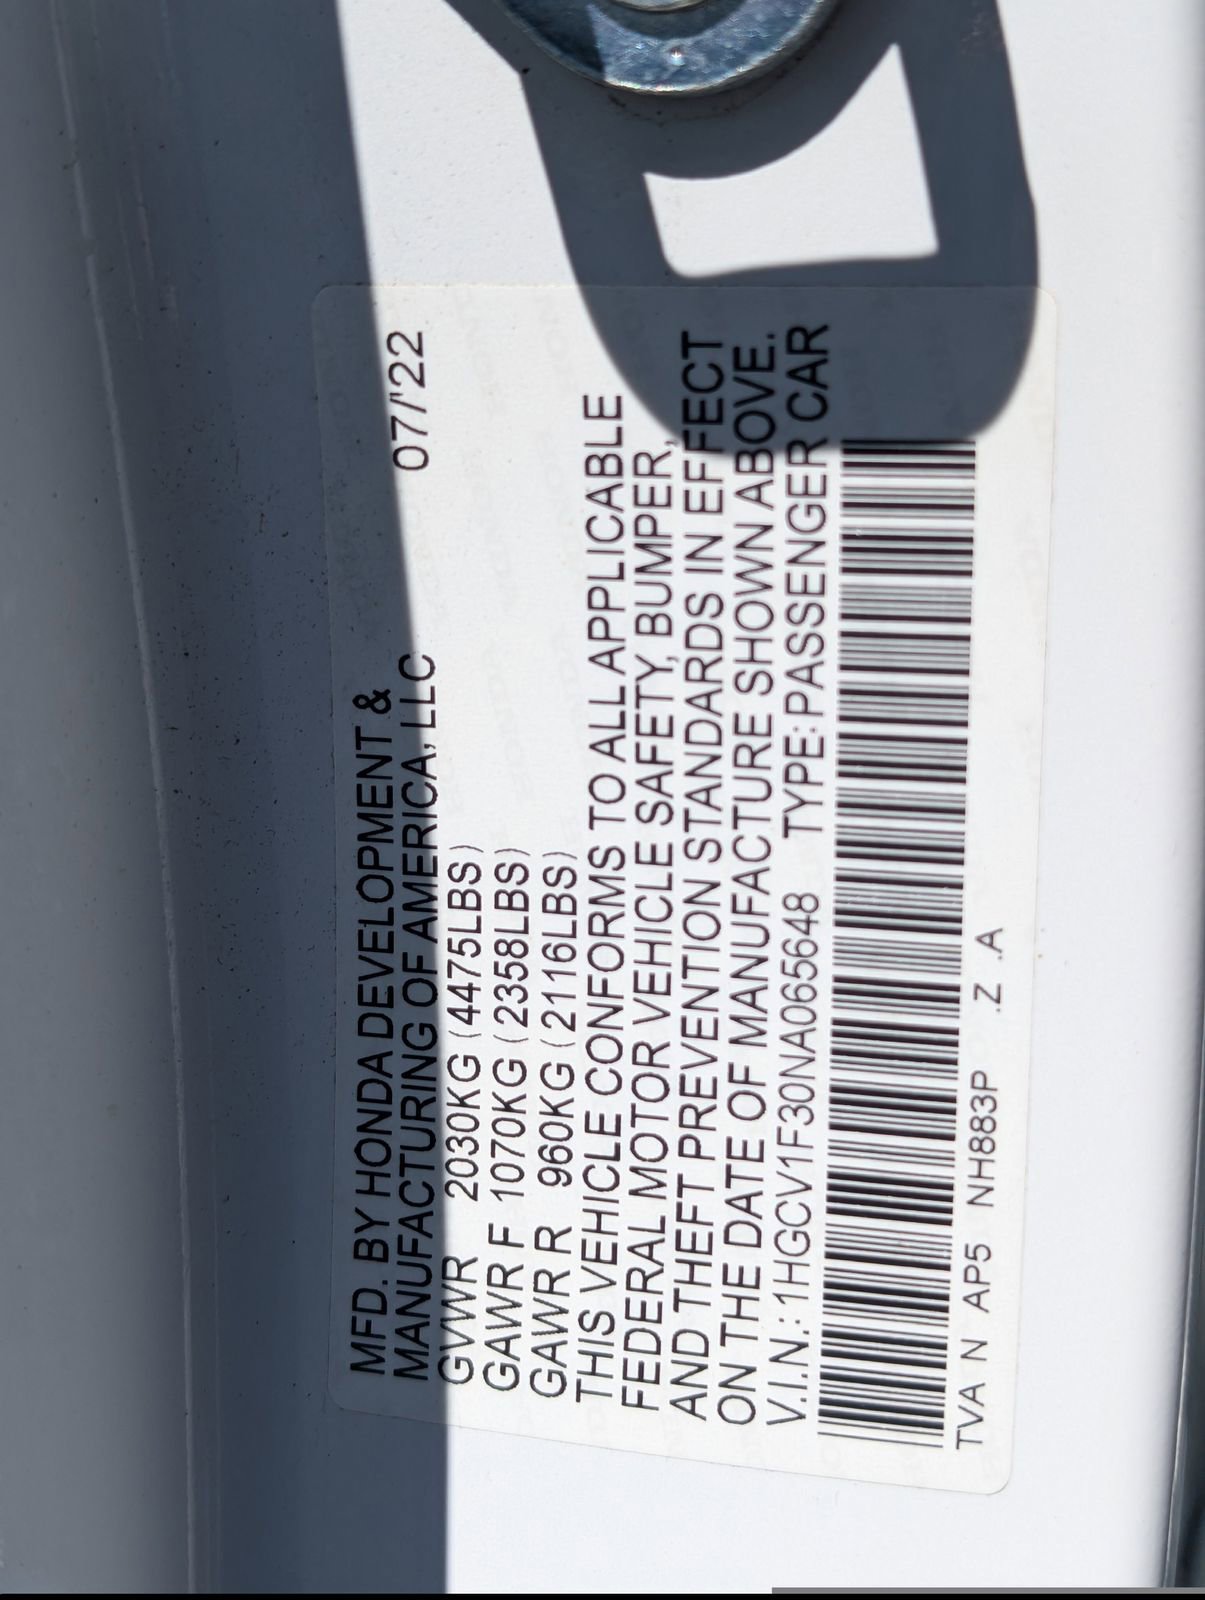 MFD. BY HONDA DEVELOPMENT &
MANUFACTURING OF AMERICA, LLC 07/'22
GVWR 2030KG (4475LBS)
GAWR F 1070KG (2358LBS)
GAWR R 960KG (2116LBS)
THIS VEHICLE CONFORMS TO ALL APPLICABLE
FEDERAL MOTOR VEHICLE SAFETY, BUMPER,
AND THEFT PREVENTION STANDARDS IN EFFECT
ON THE DATE OF MANUFACTURE SHOWN ABOVE.
V.I.N.: 1HGCV1F30NA065648 TYPE: PASSENGER CAR
TVA N AP5 NH883P .Z .A